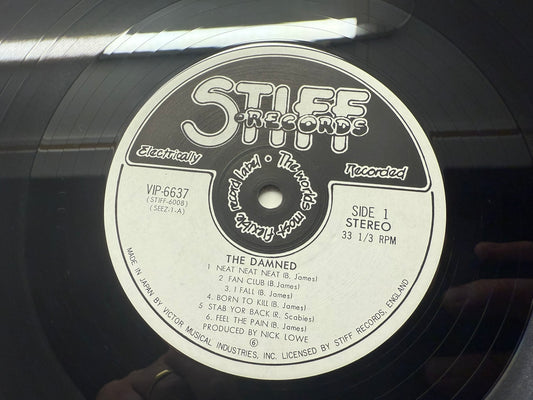 STIFF
RECORDS
Electrically Recorded
The worlds most flexible record label •
VIP-6637
(STIFF-6008)
(SEEZ-1-A)
SIDE 1
STEREO
33 1/3 RPM
THE DAMNED
1 NEAT NEAT NEAT (B. James)
2. FAN CLUB (B. James)
3. I FALL (B. James)
4. BORN TO KILL (B. James)
5 STAB YOR BACK (R. Scabies)
6. FEEL THE PAIN (B. James)
PRODUCED BY NICK LOWE
⑥
MADE IN JAPAN BY VICTOR MUSICAL INDUSTRIES, INC. LICENSED BY STIFF RECORDS, ENGLAND